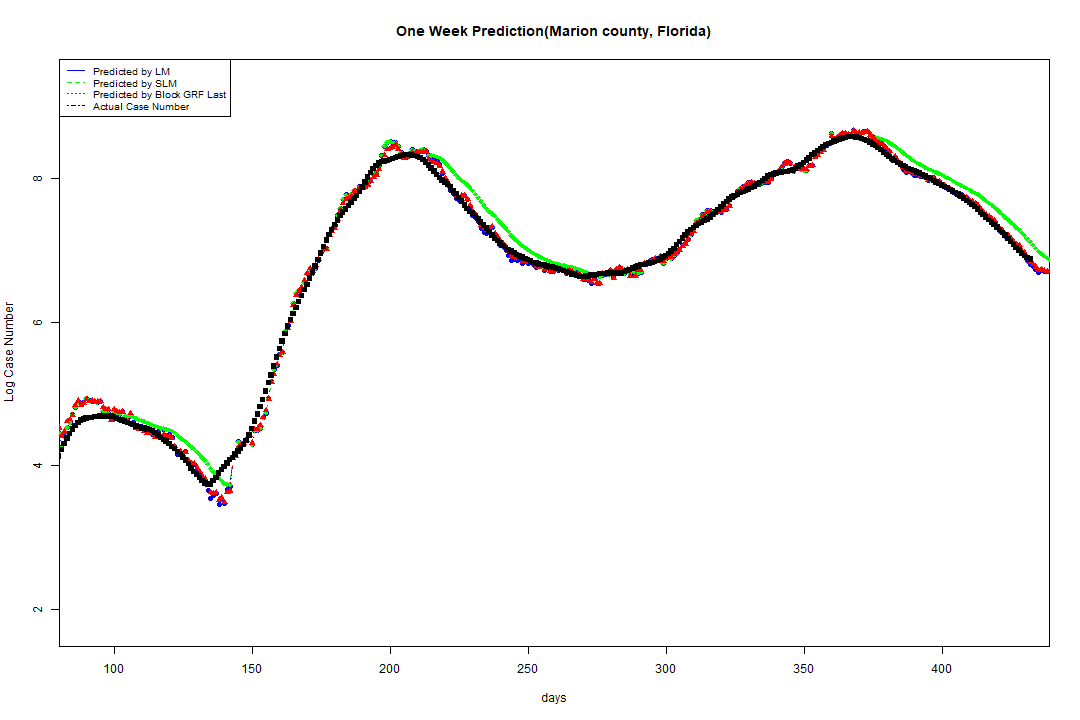 One Week Prediction(Marion county, Florida)
Predicted by LM
Predicted by SLM
Predicted by Block GRF Last
Actual Case Number
Log Case Number
8
6
4
2
100 150 200 250 300 350 400
days